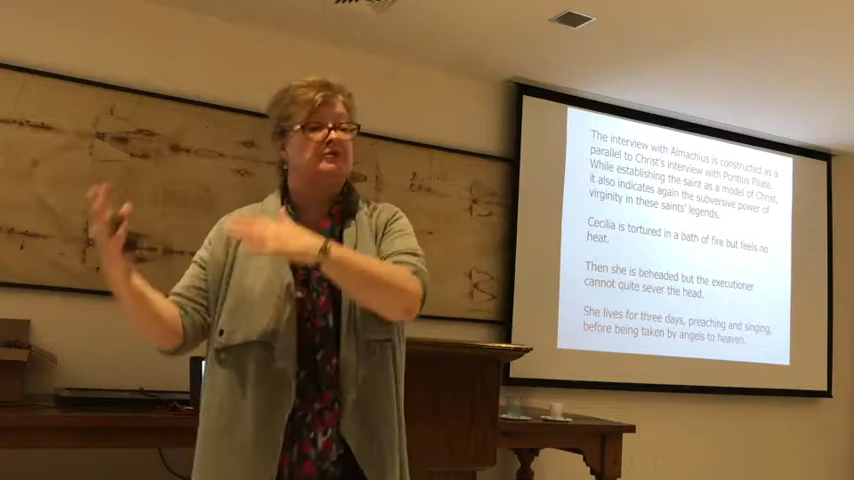 The interview with Almachius is constructed as a
parallel to Christ's interview with Pontius Pilate.
While establishing the saint as a model of Christ,
it also indicates again the subversive power of
virginity in these saints' legends.
Cecilia is tortured in a bath of fire but feels no
heat.
Then she is beheaded but the executioner
cannot quite sever her head.
She lives for three days, preaching and singing,
before being taken by angels to heaven.